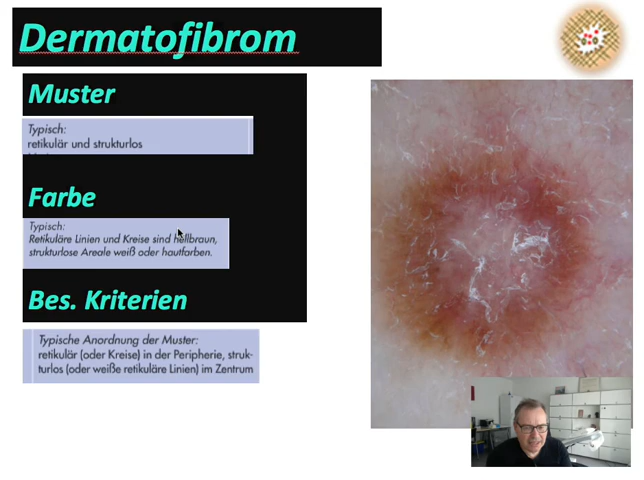 Dermatofibrom
Muster
Typisch:
retikulär und strukturlos
Farbe
Typisch:
Retikuläre Linien und Kreise sind hellbraun,
strukturlose Areale weiß oder hautfarben.
Bes. Kriterien
Typische Anordnung der Muster:
retikulär (oder Kreise) in der Peripherie, struk-
turlos (oder weiße retikuläre Linien) im Zentrum